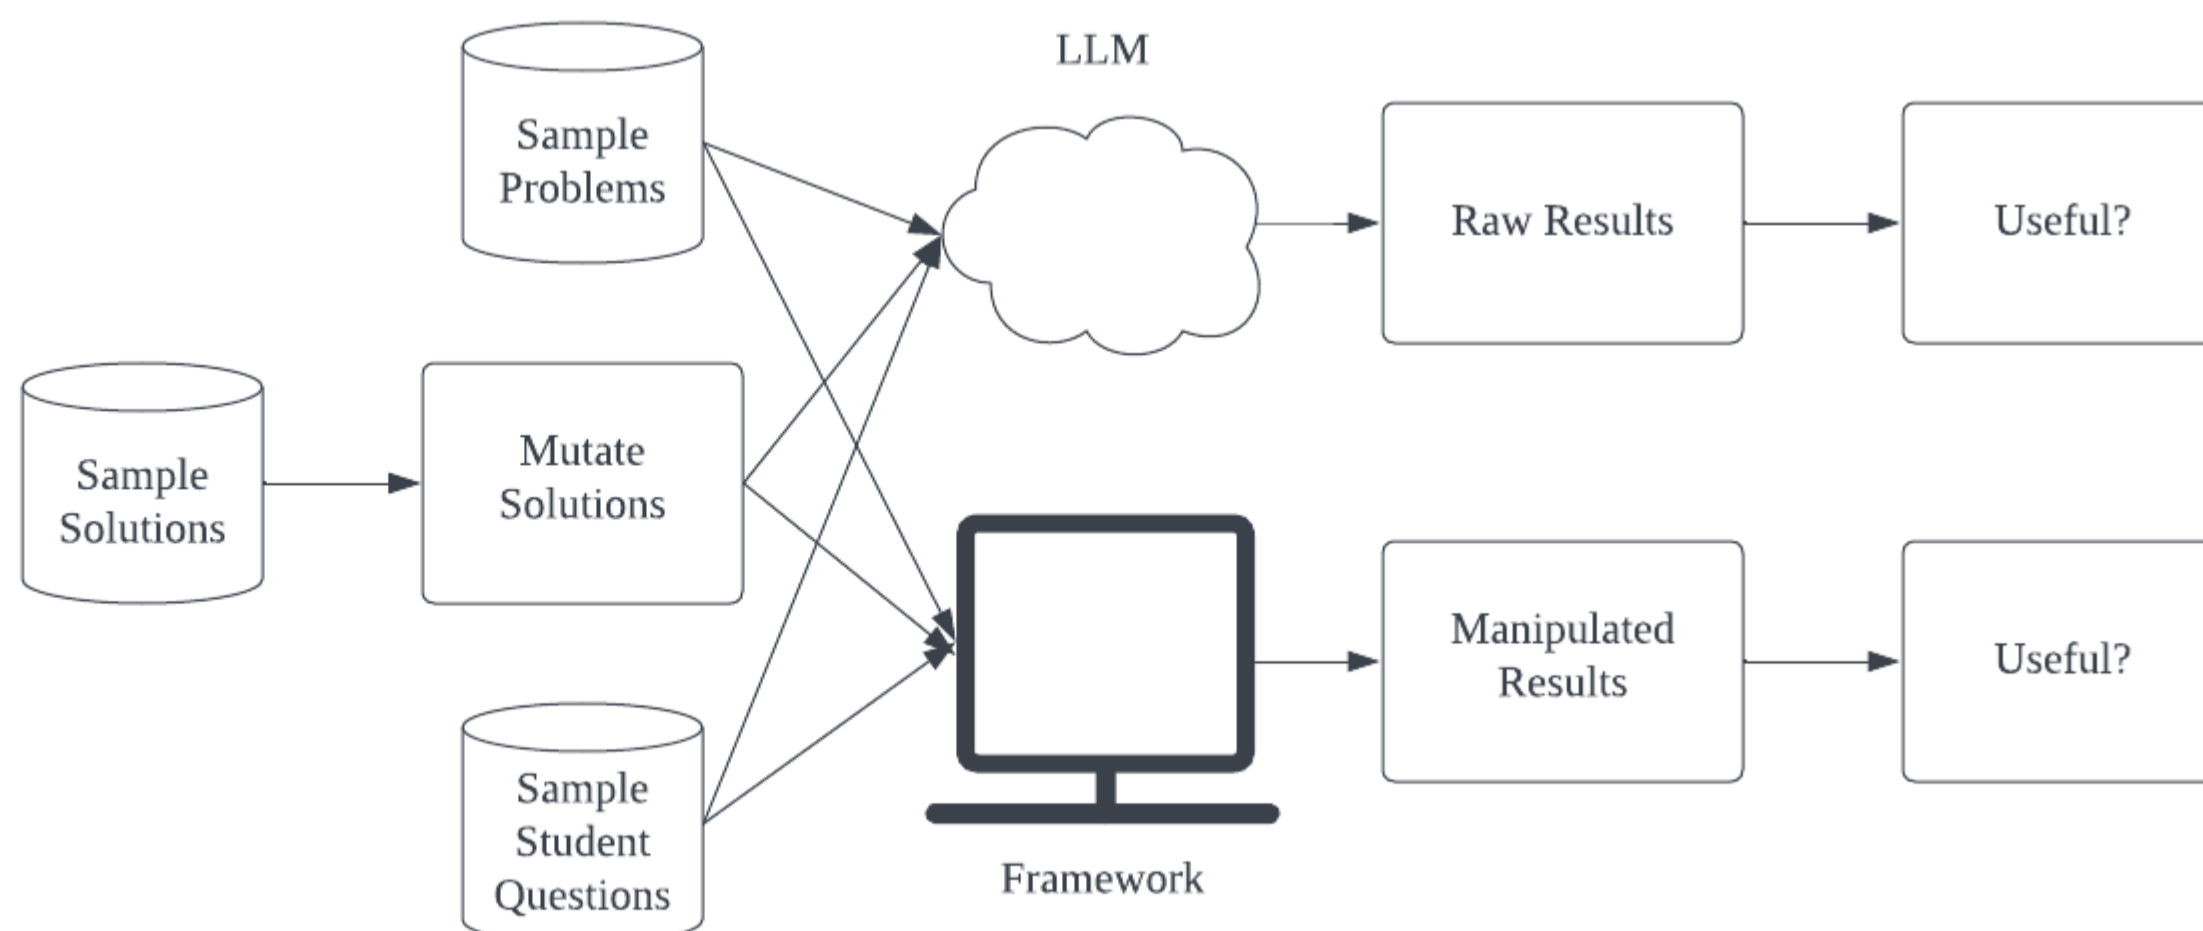 LLM
Sample
Problems
Raw Results
Useful?
Sample
Solutions
Mutate
Solutions
Manipulated
Results
Useful?
Sample
Student
Questions
Framework